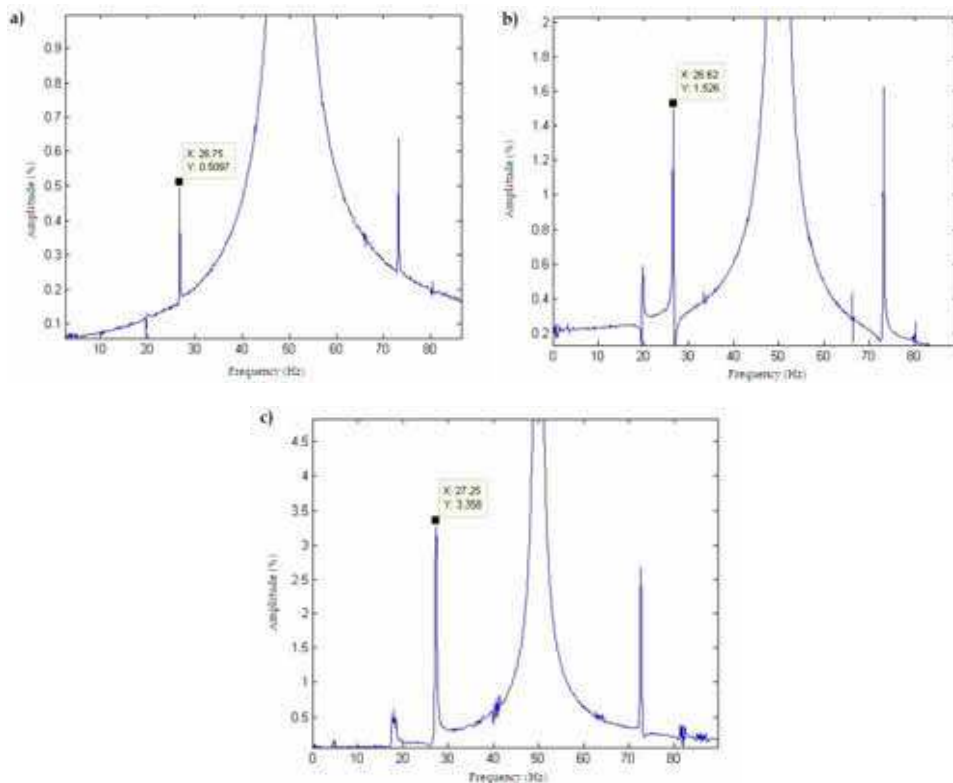 a)
0.9
0.8
0.7
0.6
0.5
0.4
0.3
0.2
0.1
X: 26.75
Y: 0.5097
10 20 30 40 50 60 70 80
Amplitude (%)
Frequency (Hz)
b)
2
1.8
1.6
1.4
1.2
1
0.8
0.6
0.4
0.2
X: 26.62
Y: 1.526
0 10 20 30 40 50 60 70 80
Amplitude (%)
Frequency (Hz)
c)
4.5
4
3.5
3
2.5
2
1.5
1
0.5
X: 27.25
Y: 3.358
0 10 20 30 40 50 60 70 80
Amplitude (%)
Frequency (Hz)